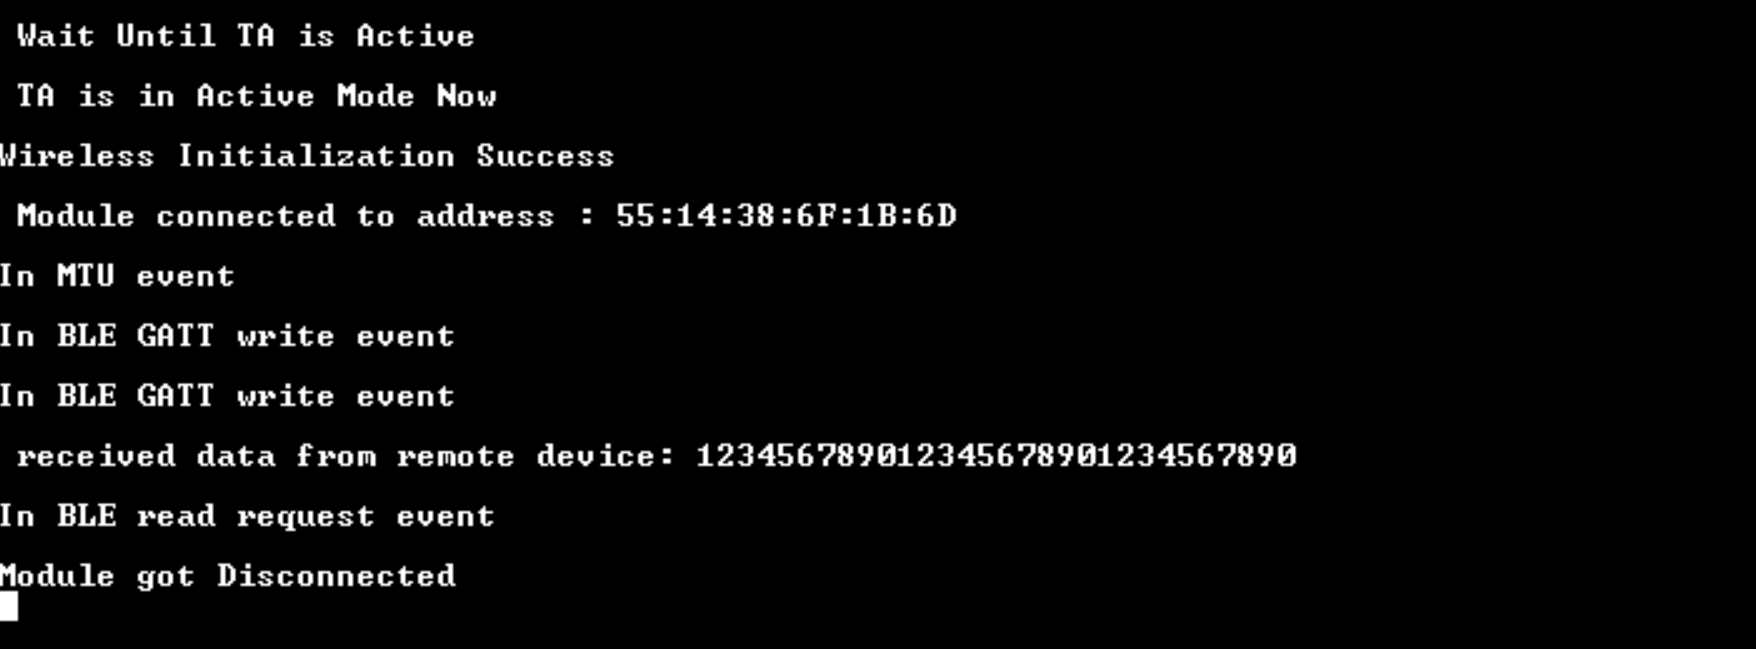 Wait Until TA is Active
TA is in Active Mode Now
Wireless Initialization Success
Module connected to address : 55:14:38:6F:1B:6D
In MTU event
In BLE GATT write event
In BLE GATT write event
received data from remote device: 123456789012345678901234567890
In BLE read request event
Module got Disconnected